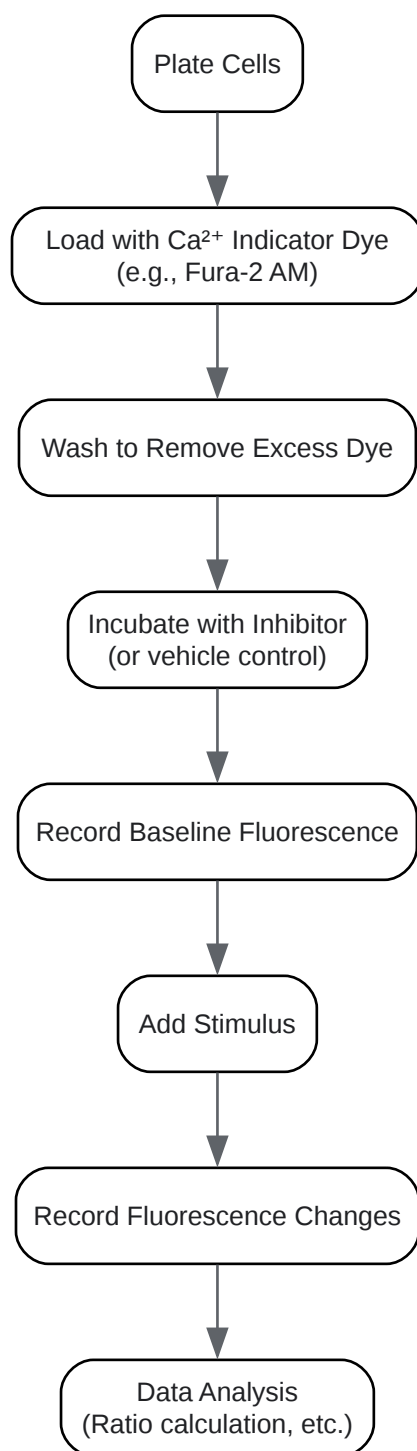 Plate Cells
Load with Ca²⁺ Indicator Dye
(e.g., Fura-2 AM)
Wash to Remove Excess Dye
Incubate with Inhibitor
(or vehicle control)
Record Baseline Fluorescence
Add Stimulus
Record Fluorescence Changes
Data Analysis
(Ratio calculation, etc.)